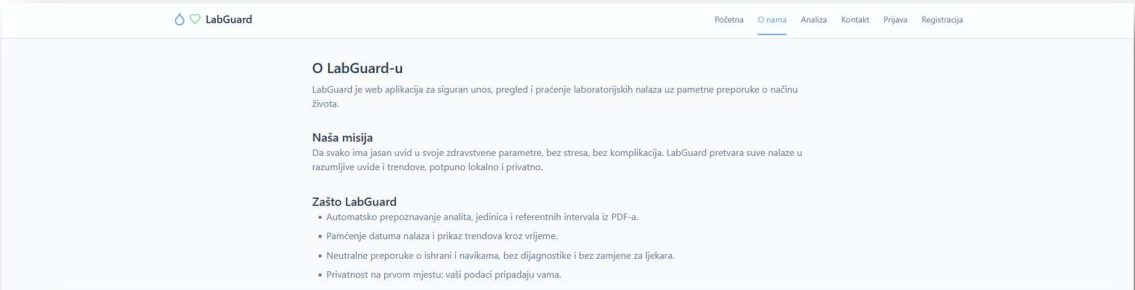 LabGuard
Početna O nama Analiza Kontakt Prijava Registracija
O LabGuard-u
LabGuard je web aplikacija za siguran unos, pregled i praćenje laboratorijskih nalaza uz pametne preporuke o načinu
života.
Naša misija
Da svako ima jasan uvid u svoje zdravstvene parametre, bez stresa, bez komplikacija. LabGuard pretvara suve nalaze u
razumljive uvide i trendove, potpuno lokalno i privatno.
Zašto LabGuard
• Automatsko prepoznavanje analita, jedinica i referentnih intervala iz PDF-a.
• Pamćenje datuma nalaza i prikaz trendova kroz vrijeme.
• Neutralne preporuke o ishrani i navikama, bez dijagnostike i bez zamjene za ljekara.
• Privatnost na prvom mjestu: vaši podaci pripadaju vama.